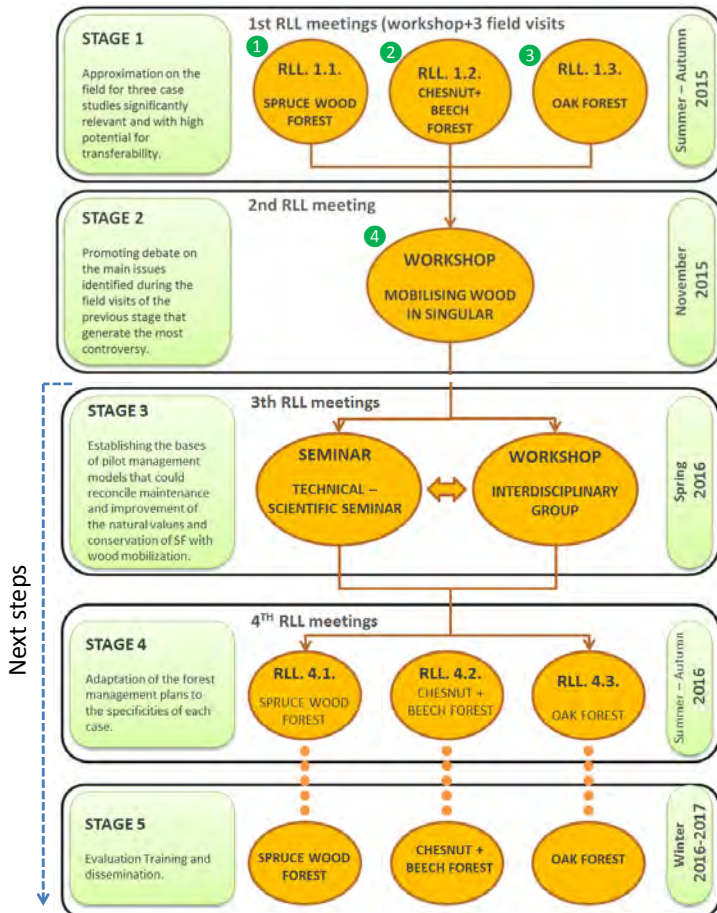 1st RLL meetings (workshop+3 field visits
STAGE 1
Approximation on the
field for three case
studies significantly
relevant and with high
potential for
transferability.
1
RLL. 1.1.
SPRUCE WOOD
FOREST
2
RLL. 1.2.
CHESNUT+
BEECH
FOREST
3
RLL. 1.3.
OAK FOREST
Summer – Autumn
2015
2nd RLL meeting
STAGE 2
Promoting debate on
the main issues
identified during the
field visits of the
previous stage that
generate the most
controversy.
4
WORKSHOP
MOBILISING WOOD
IN SINGULAR
November
2015
Next steps
3th RLL meetings
STAGE 3
Establishing the bases
of pilot management
models that could
reconcile maintenance
and improvement of
the natural values and
conservation of SF with
wood mobilization.
SEMINAR
TECHNICAL –
SCIENTIFIC SEMINAR
WORKSHOP
INTERDISCIPLINARY
GROUP
Spring
2016
4TH RLL meetings
STAGE 4
Adaptation of the forest
management plans to
the specificities of each
case.
RLL. 4.1.
SPRUCE WOOD
FOREST
RLL. 4.2.
CHESNUT +
BEECH FOREST
RLL. 4.3.
OAK FOREST
Summer – Autumn
2016
STAGE 5
Evaluation Training and
dissemination.
SPRUCE WOOD
FOREST
CHESNUT +
BEECH FOREST
OAK FOREST
Winter
2016-2017